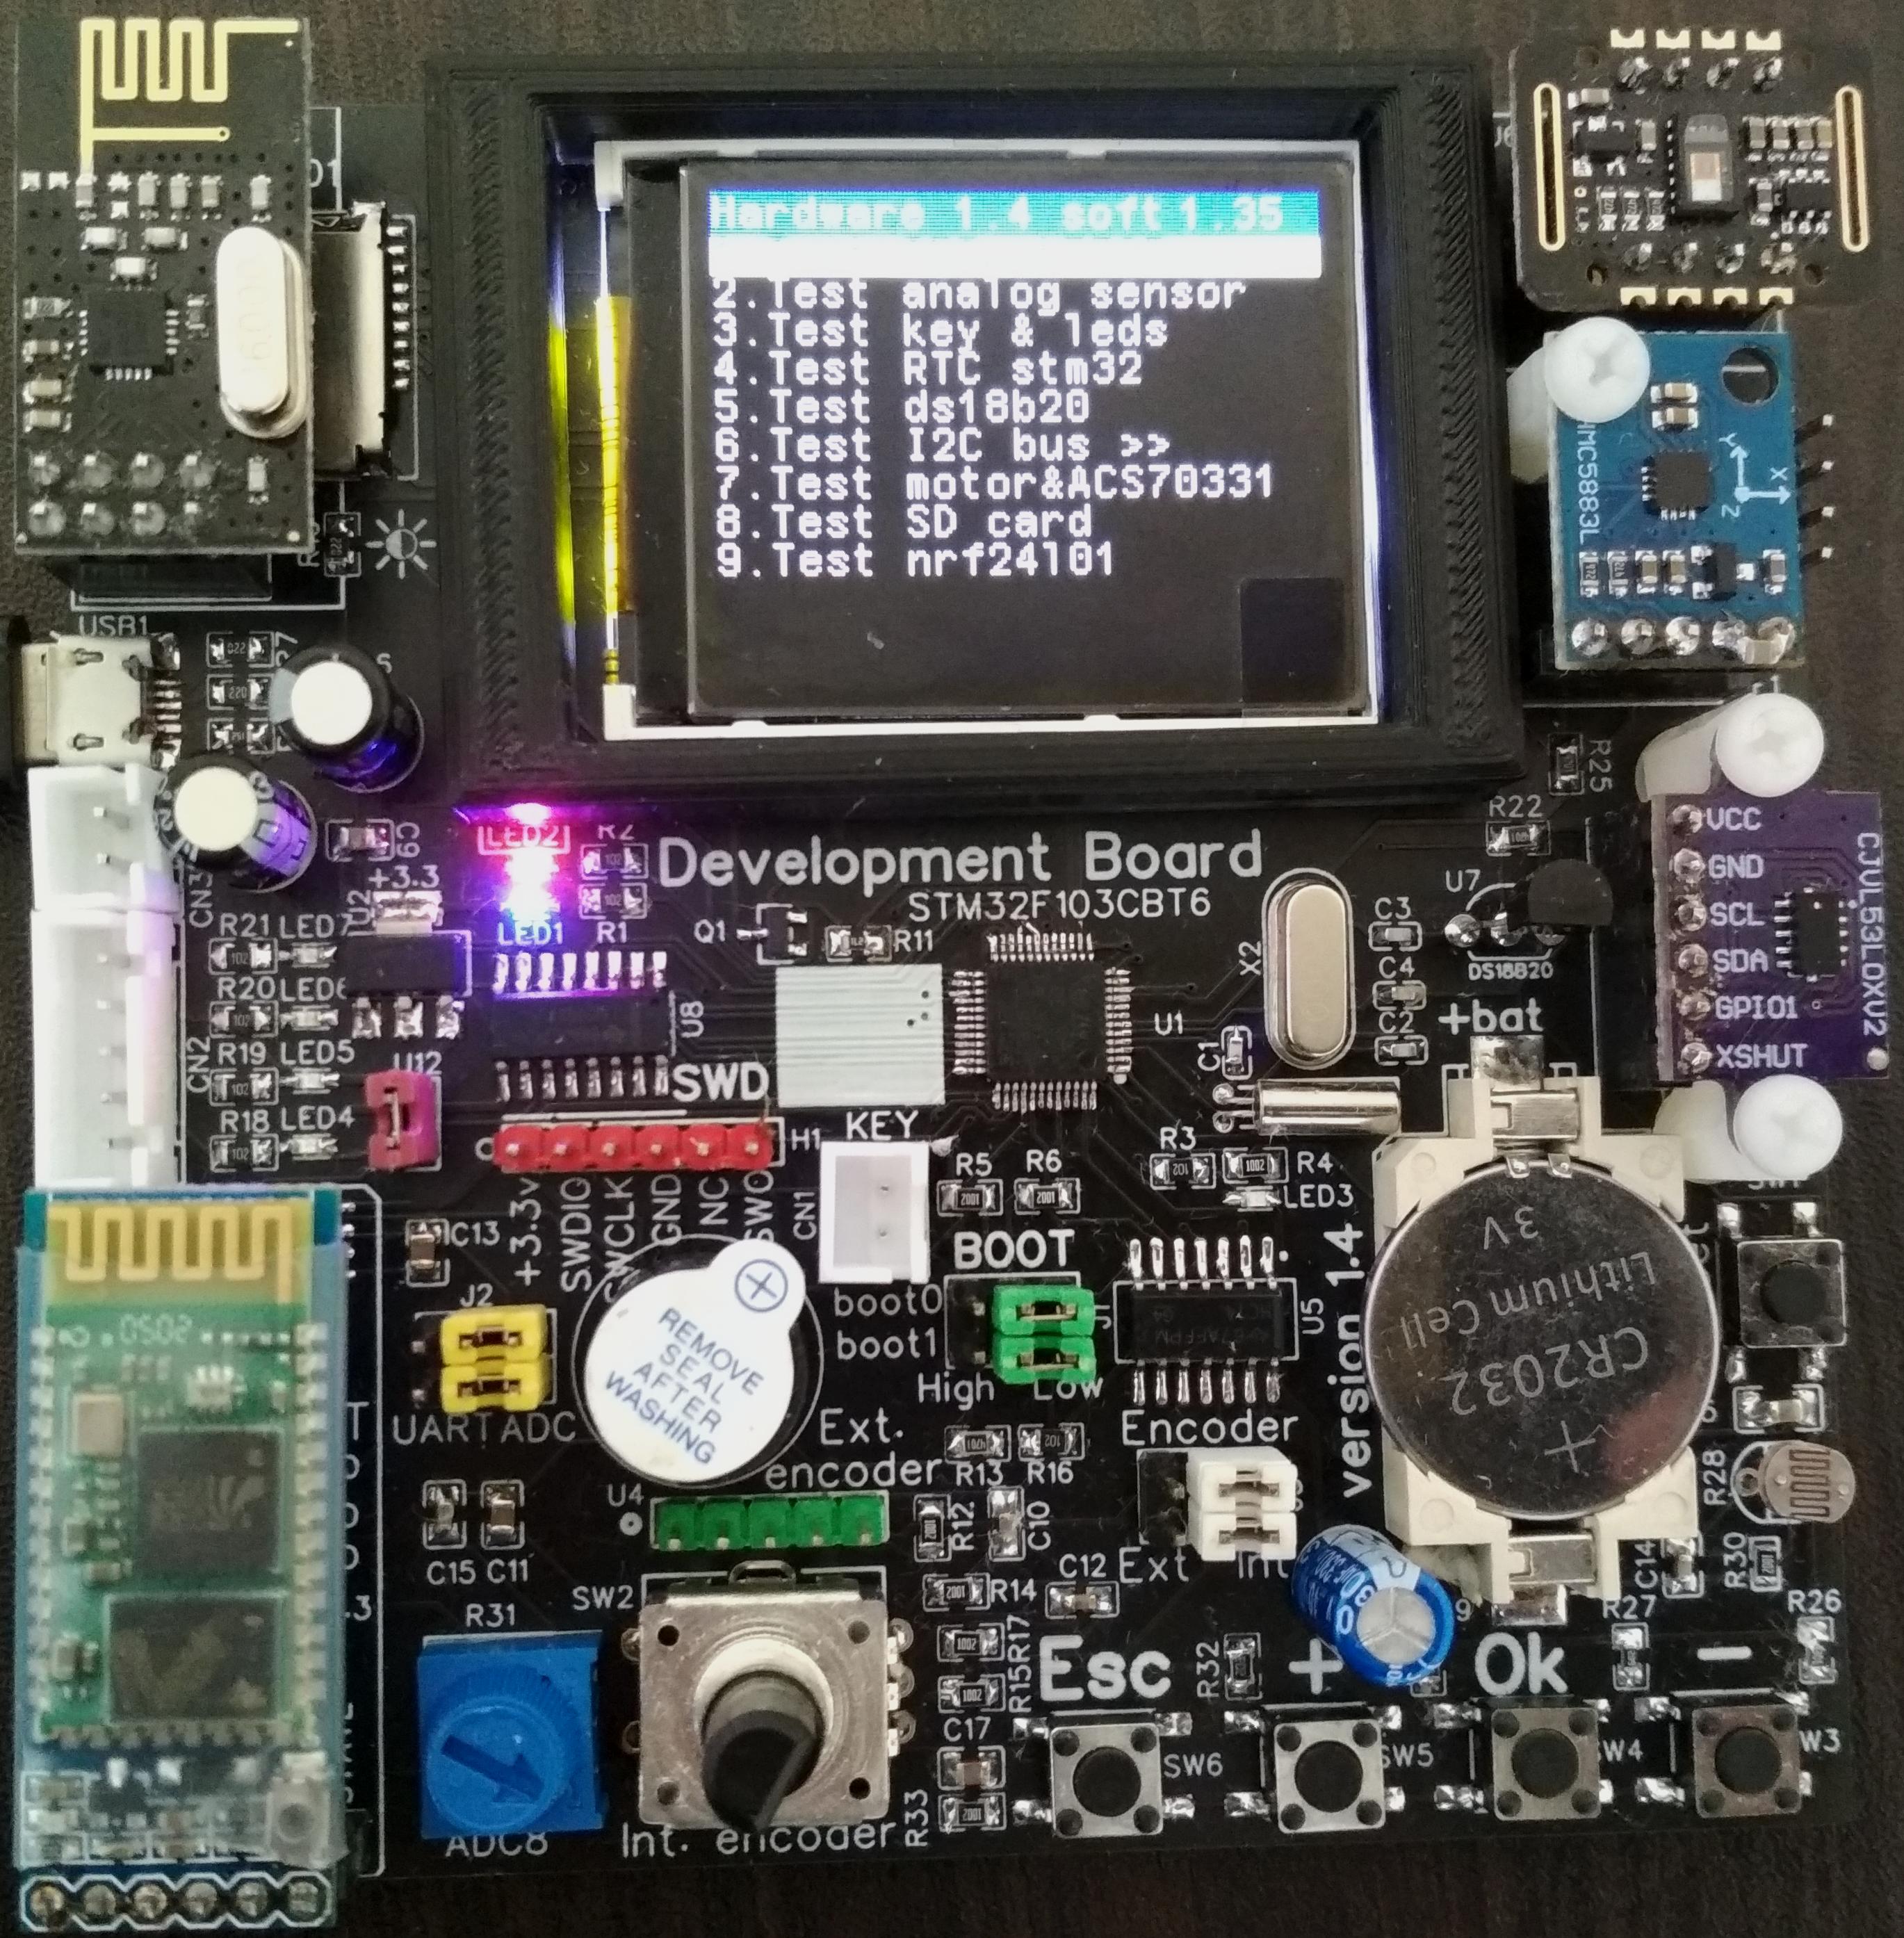 Hardware 1.4 soft 1.35
2.Test analog sensor
3.Test key & leds
4.Test RTC stm32
5.Test ds18b20
6.Test I2C bus >>
7.Test motor&ACS70331
8.Test SD card
9.Test nrf24l01
HMC5883L
X
Y
Z
USB1
R25
R22
U7
DS18B20
+bat
VCC
GND
SCL
SDA
GPIO1
XSHUT
CJVL53L0XV2
C9
+3.3
U2
CN3
LED2
R2
LED1
R1
Development Board
STM32F103CBT6
Q1
R11
U1
X2
C3
C4
C2
C1
R21 LED7
R20 LED6
R19 LED5
R18 LED4
CN2
U12
U8
SWD
H1
+3.3v
SWDIO
SWCLK
GND
NC
SWO
KEY
CN1
R5
R6
R3
R4
LED3
C13
J2
UART ADC
REMOVE
SEAL
AFTER
WASHING
BOOT
boot0
boot1
High Low
J1
U5
version 1.4
3V
Lithium Cell
CR2032
+
Ext.
encoder
U4
R13
R16
R12
C10
Encoder
Ext Int
C12
C15 C11
R31
ADC8
SW2
Int. encoder
R14
R17
R15
C17
R33
R28
C14
R30
R27
R26
R32
Esc
+
Ok
-
SW6
SW5
W4
W3